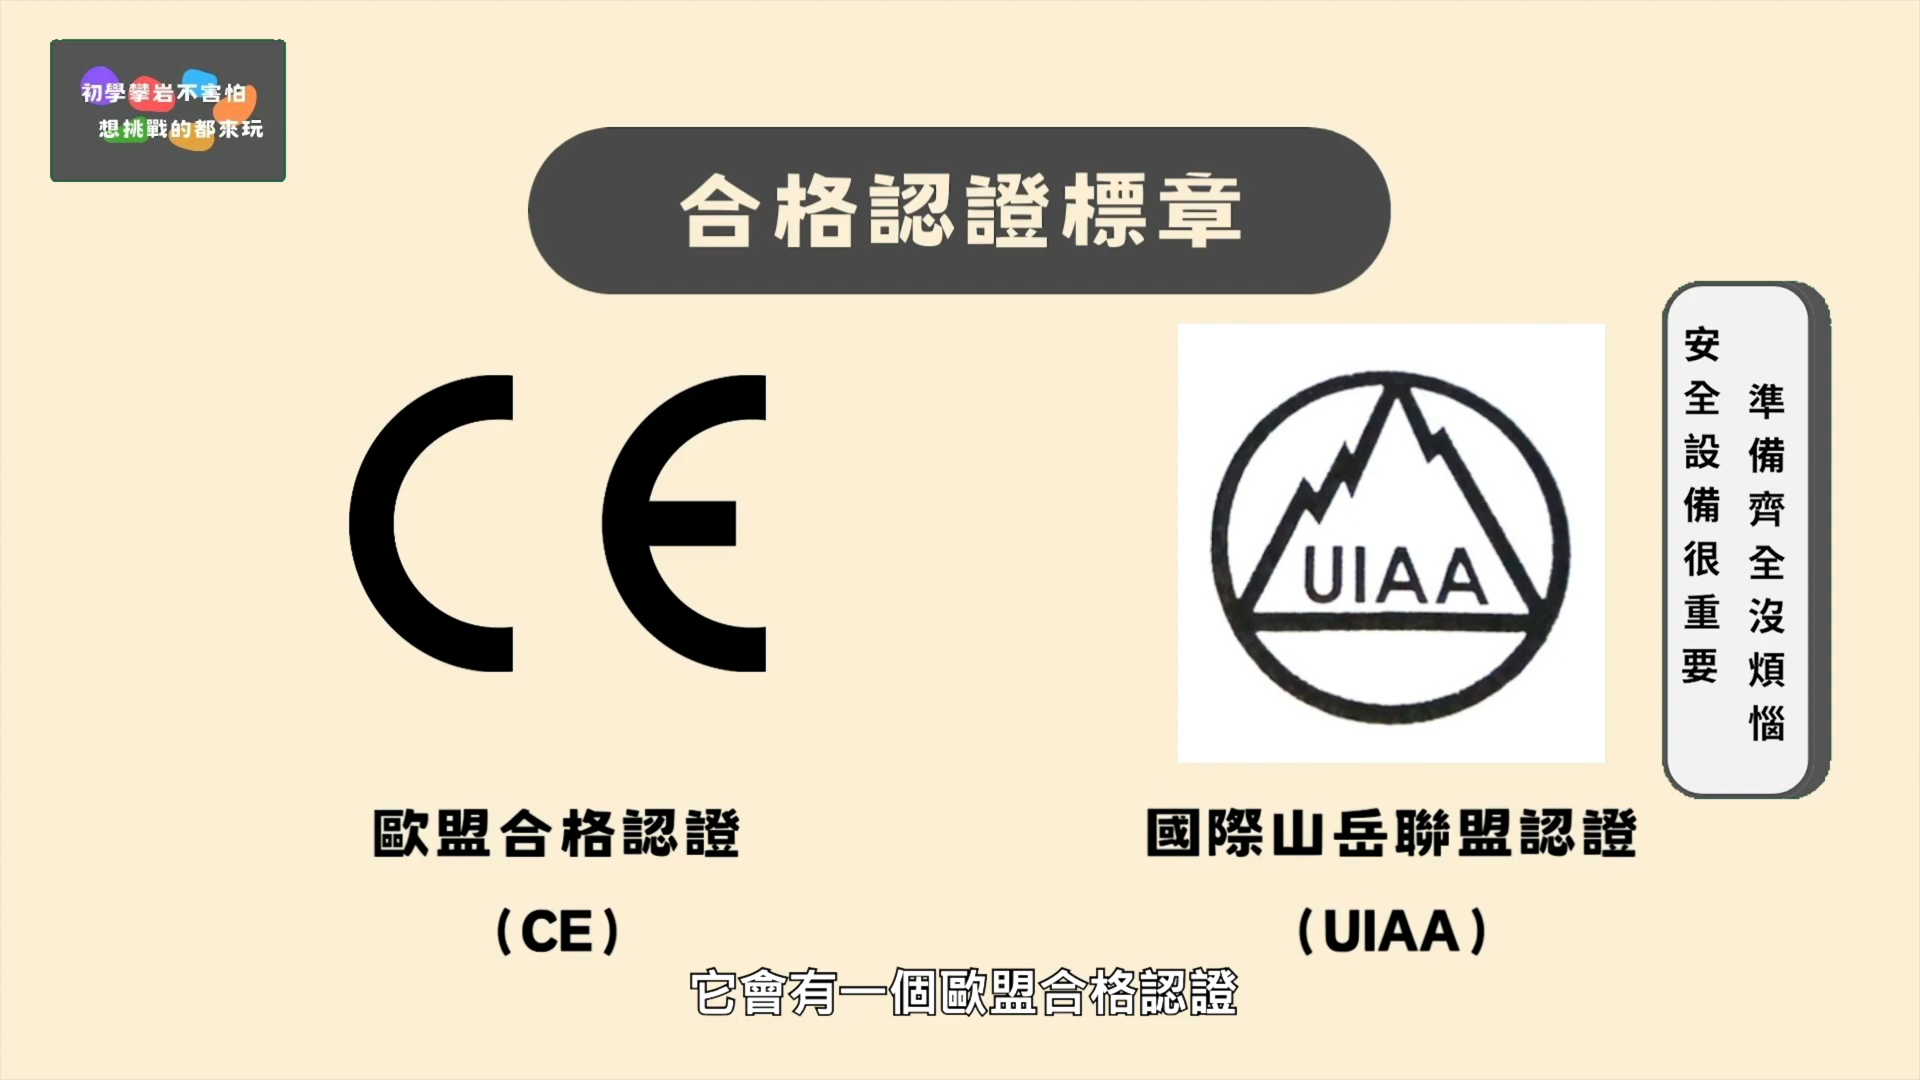 初學攀岩不害怕
想挑戰的都來玩
合格認證標章
CE
UIAA
安全設備很重要
準備齊全沒煩惱
歐盟合格認證
（CE）
國際山岳聯盟認證
（UIAA）
它會有一個歐盟合格認證